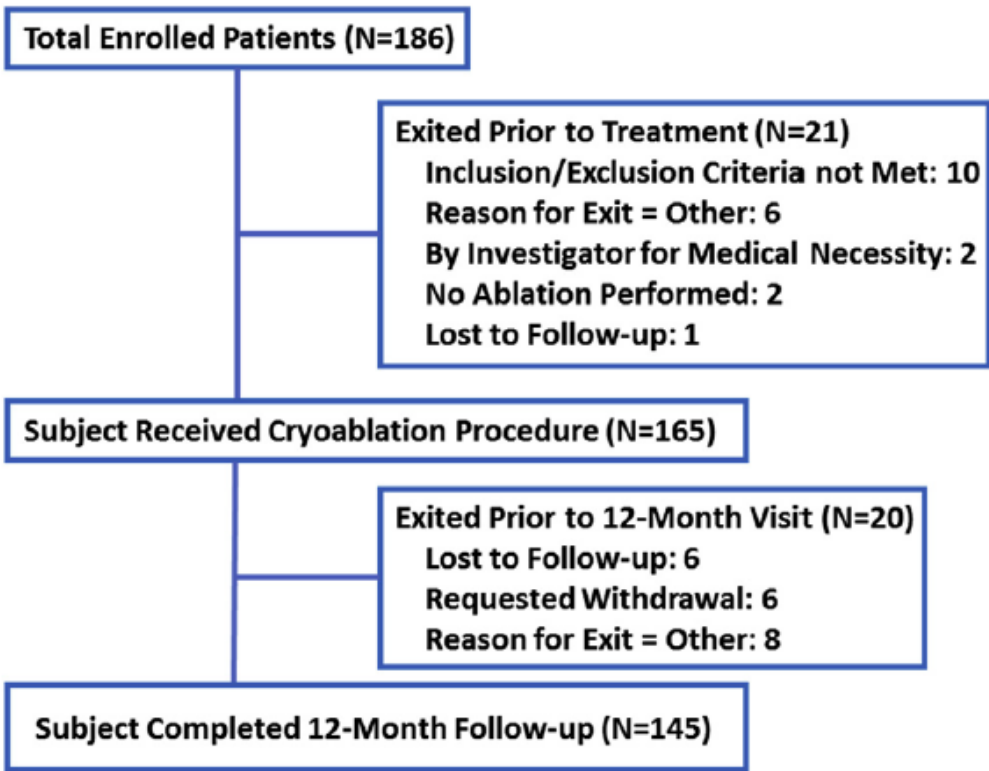 Total Enrolled Patients (N=186)
Exited Prior to Treatment (N=21)
Inclusion/Exclusion Criteria not Met: 10
Reason for Exit = Other: 6
By Investigator for Medical Necessity: 2
No Ablation Performed: 2
Lost to Follow-up: 1
Subject Received Cryoablation Procedure (N=165)
Exited Prior to 12-Month Visit (N=20)
Lost to Follow-up: 6
Requested Withdrawal: 6
Reason for Exit = Other: 8
Subject Completed 12-Month Follow-up (N=145)